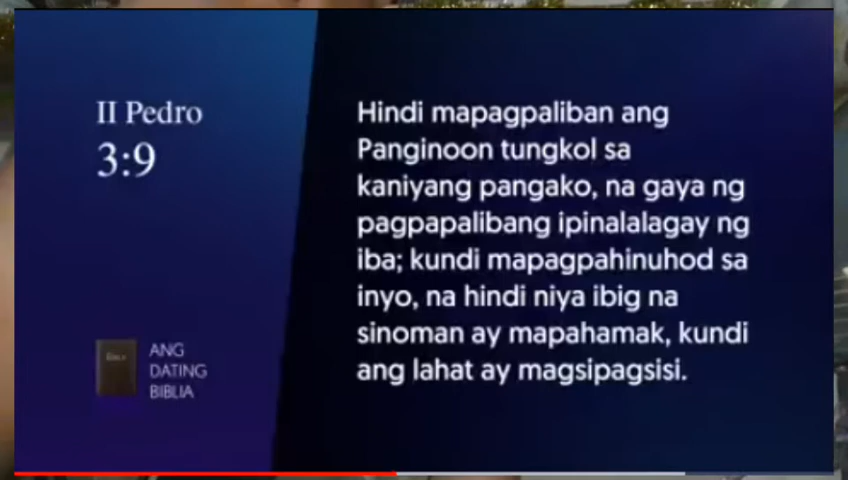 II Pedro
3:9
Hindi mapagpaliban ang
Panginoon tungkol sa
kaniyang pangako, na gaya ng
pagpapalibang ipinalalagay ng
iba; kundi mapagpahinuhod sa
inyo, na hindi niya ibig na
sinoman ay mapahamak, kundi
ang lahat ay magsipagsisi.
ANG
DATING
BIBLIA